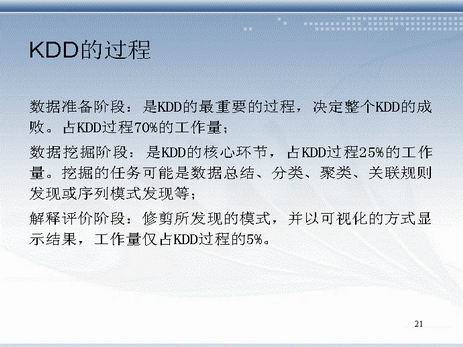 KDD的过程
数据准备阶段：是KDD的最重要的过程，决定整个KDD的成
败。占KDD过程70%的工作量；
数据挖掘阶段：是KDD的核心环节，占KDD过程25%的工作
量。挖掘的任务可能是数据总结、分类、聚类、关联规则
发现或序列模式发现等；
解释评价阶段：修剪所发现的模式，并以可视化的方式显
示结果，工作量仅占KDD过程的5%。
21